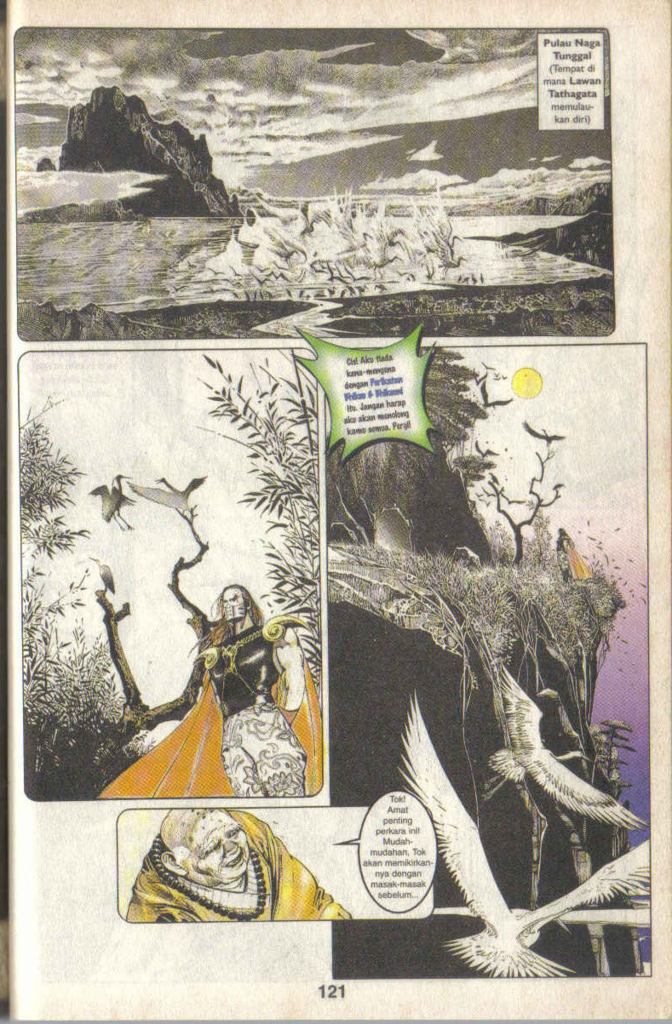 Pulau Naga
Tunggal
(Tempat di
mana Lawan
Tathagata
memulau-
kan diri)
Cis! Aku tiada
kena-mengena
dengan Perikatan
itu. Jangan harap
aku akan menolong
kamu semua. Pergi!
Tok!
Amat
penting
perkara ini!
Mudah-
mudahan, Tok
akan memikirkan-
nya dengan
masak-masak
sebelum...
121